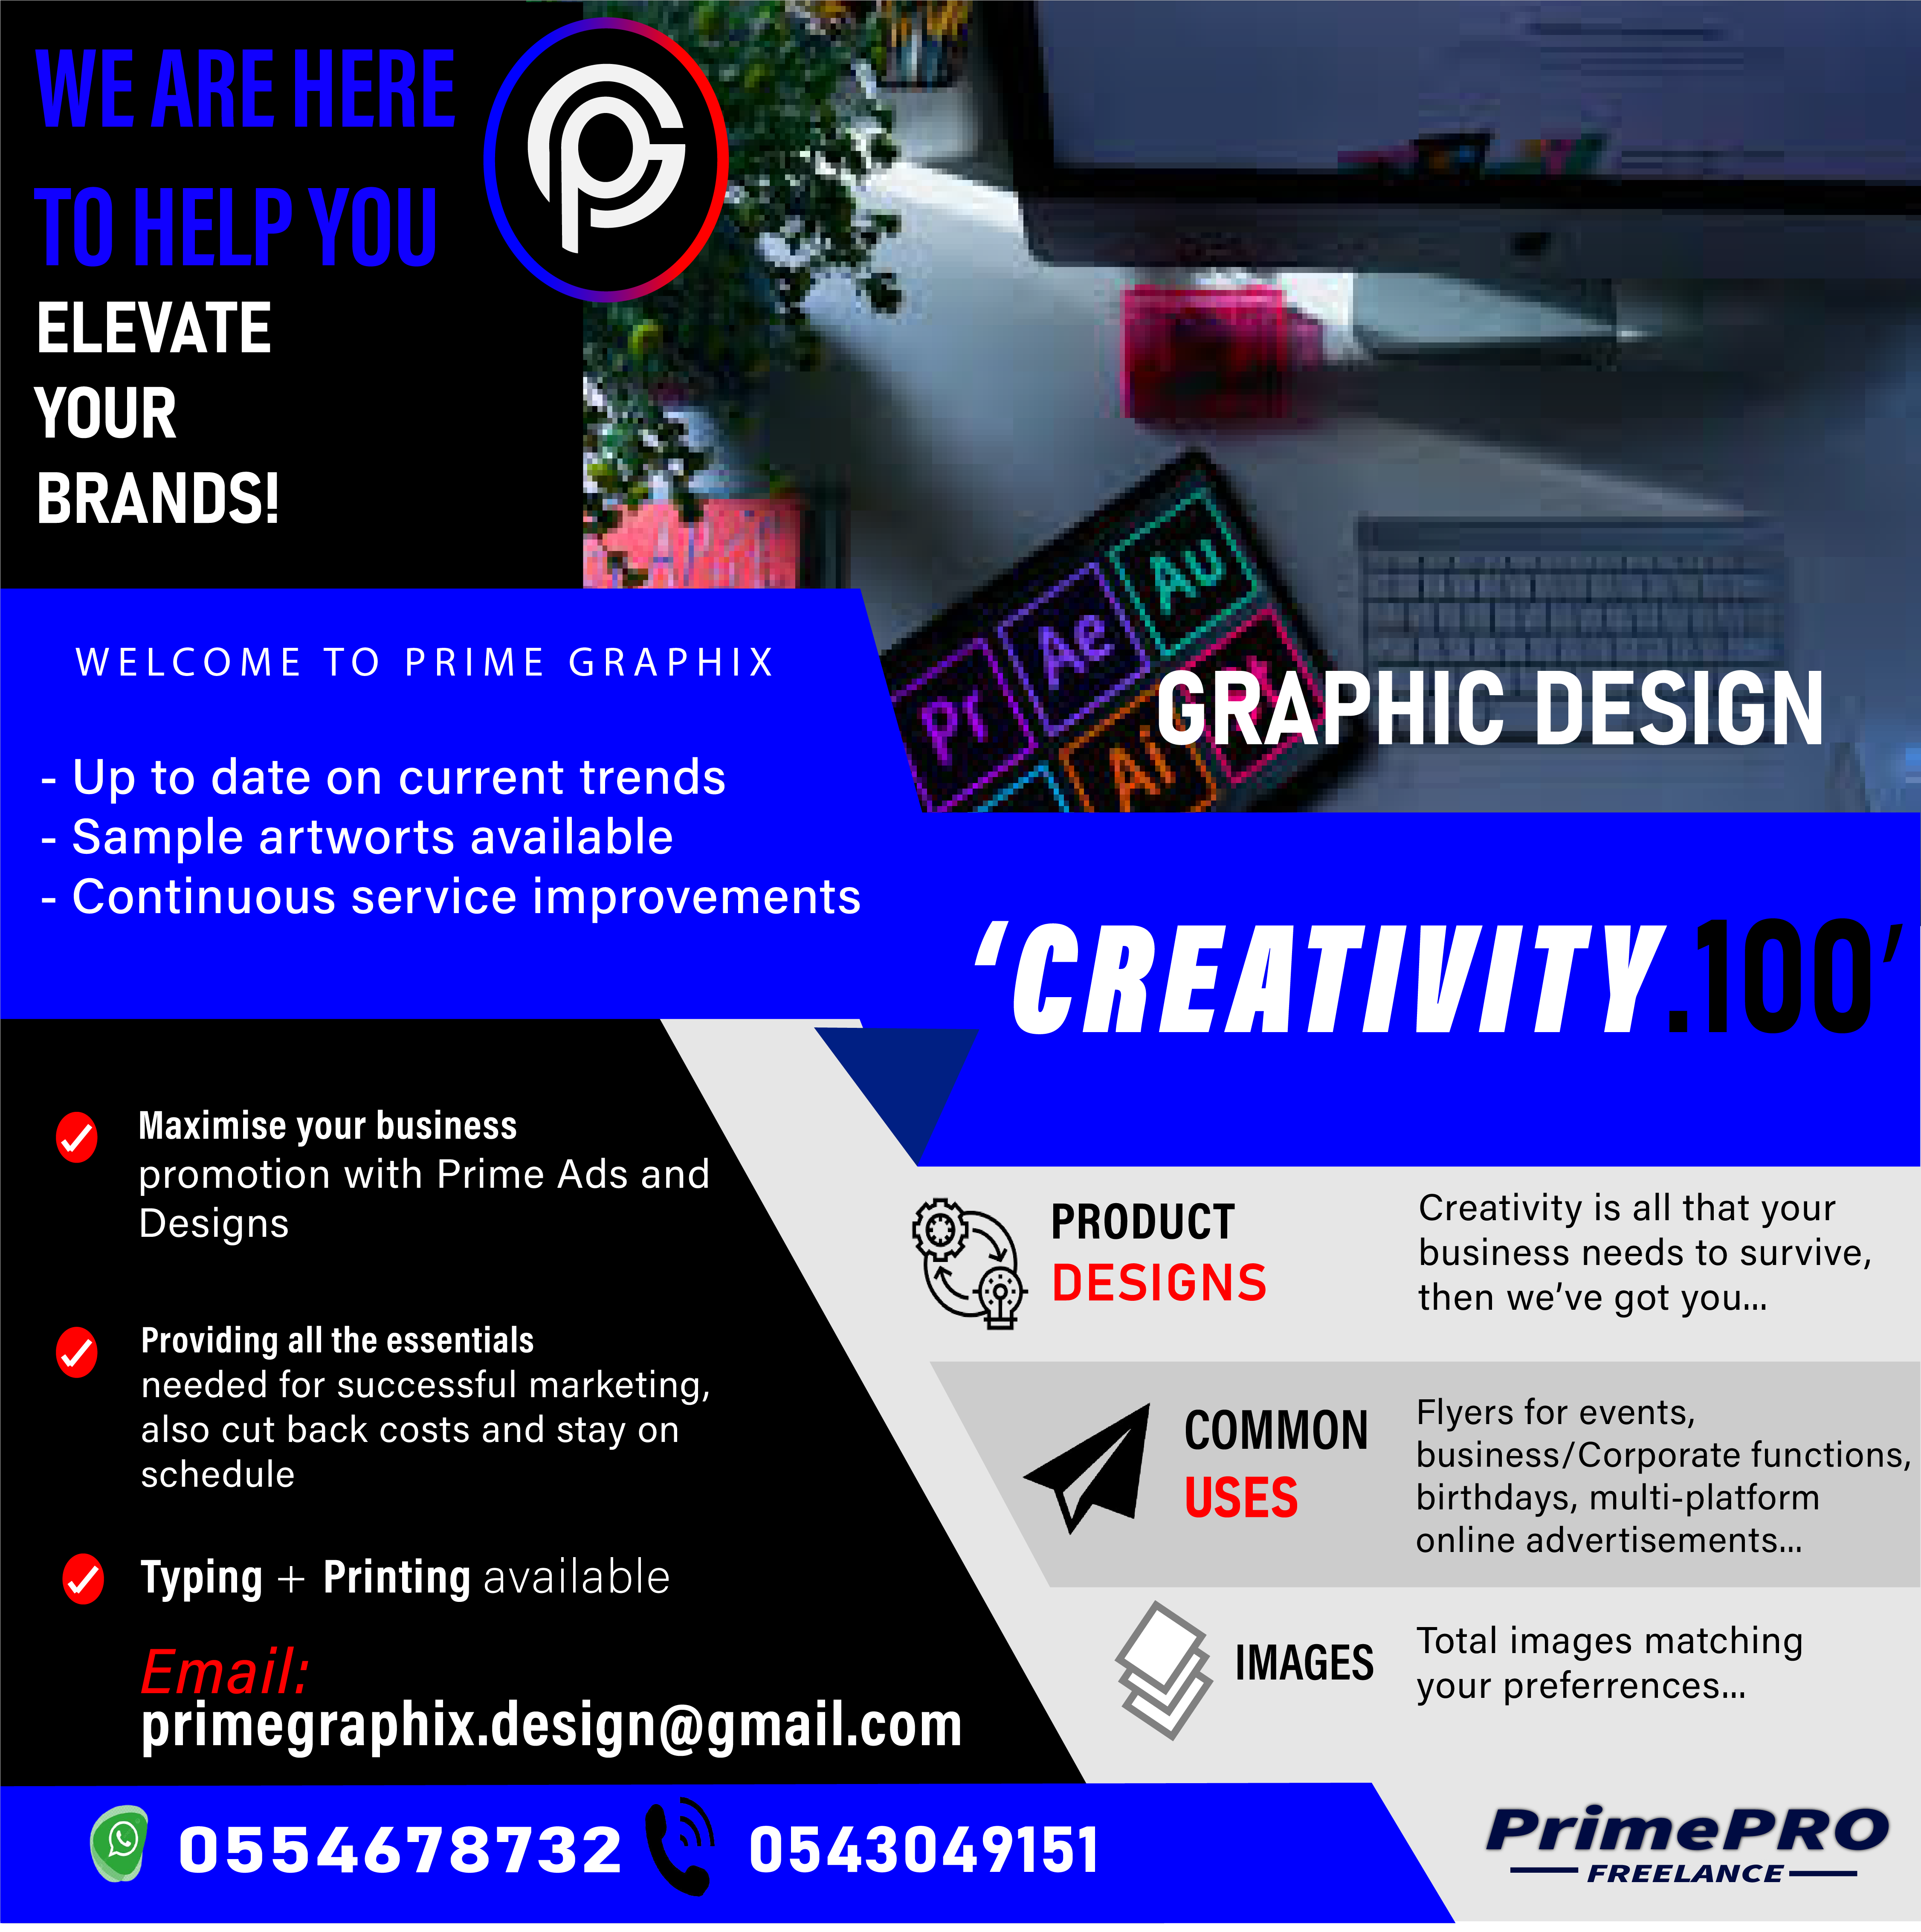 WE ARE HERE
TO HELP YOU
ELEVATE
YOUR
BRANDS!
Pr
Ae
Au
Ai
GRAPHIC DESIGN
WELCOME TO PRIME GRAPHIX
- Up to date on current trends
- Sample artworts available
- Continuous service improvements
‘CREATIVITY.100’
Maximise your business
promotion with Prime Ads and
Designs
Providing all the essentials
needed for successful marketing,
also cut back costs and stay on
schedule
Typing + Printing available
Email:
primegraphix.design@gmail.com
PRODUCT
DESIGNS
Creativity is all that your
business needs to survive,
then we’ve got you...
COMMON
USES
Flyers for events,
business/Corporate functions,
birthdays, multi-platform
online advertisements...
IMAGES
Total images matching
your preferrences...
0554678732
0543049151
PrimePRO
FREELANCE